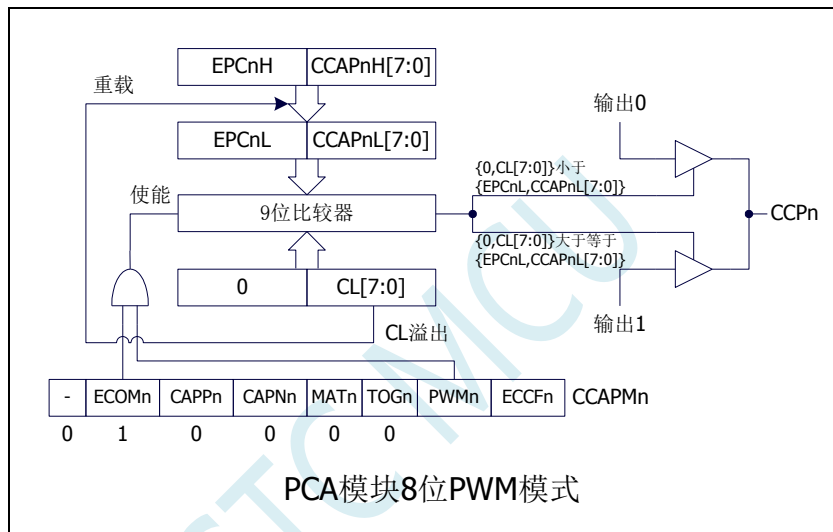 EPCnH CCAPnH[7:0]
重载
输出0
EPCnL CCAPnL[7:0]
{0,CL[7:0]}小于
{EPCnL,CCAPnL[7:0]}
使能
9位比较器
CCPn
{0,CL[7:0]}大于等于
{EPCnL,CCAPnL[7:0]}
0 CL[7:0]
输出1
CL溢出
- ECOMn CAPPn CAPNn MATn TOGn PWMn ECCFn CCAPMn
0 1 0 0 0 0
PCA模块8位PWM模式
STC MCU